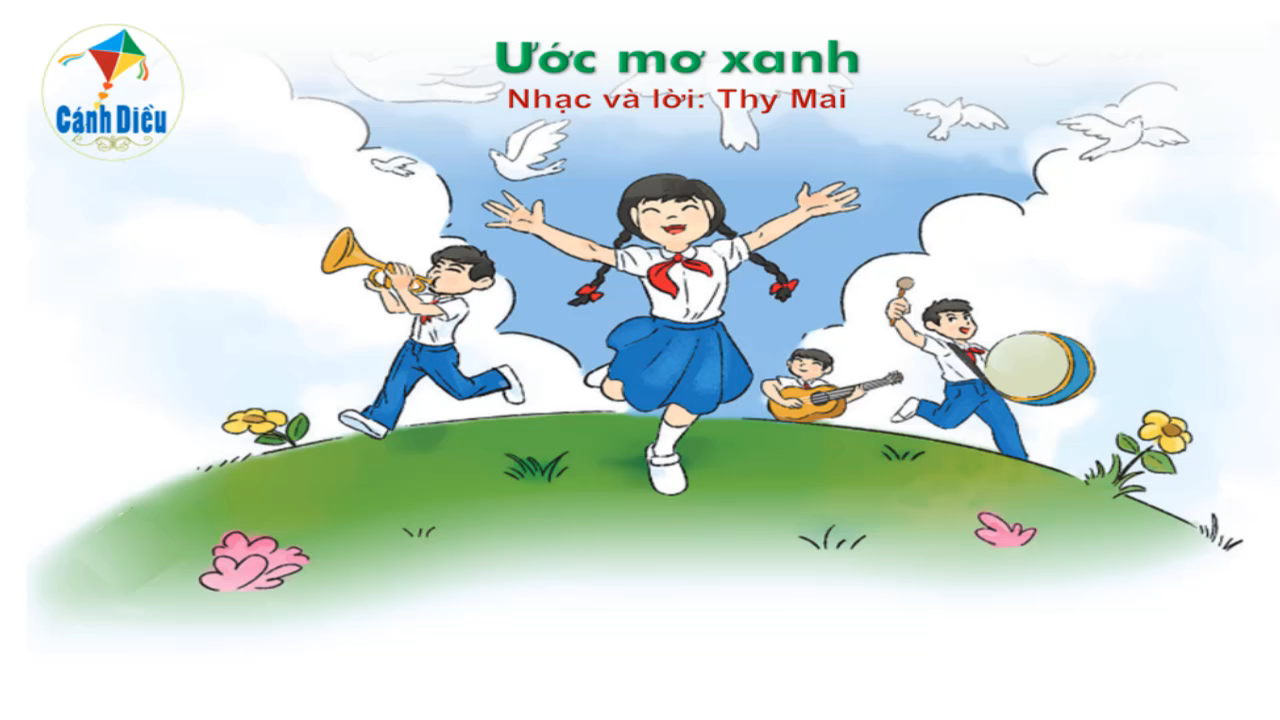 Cánh Diều
Ước mơ xanh
Nhạc và lời: Thy Mai